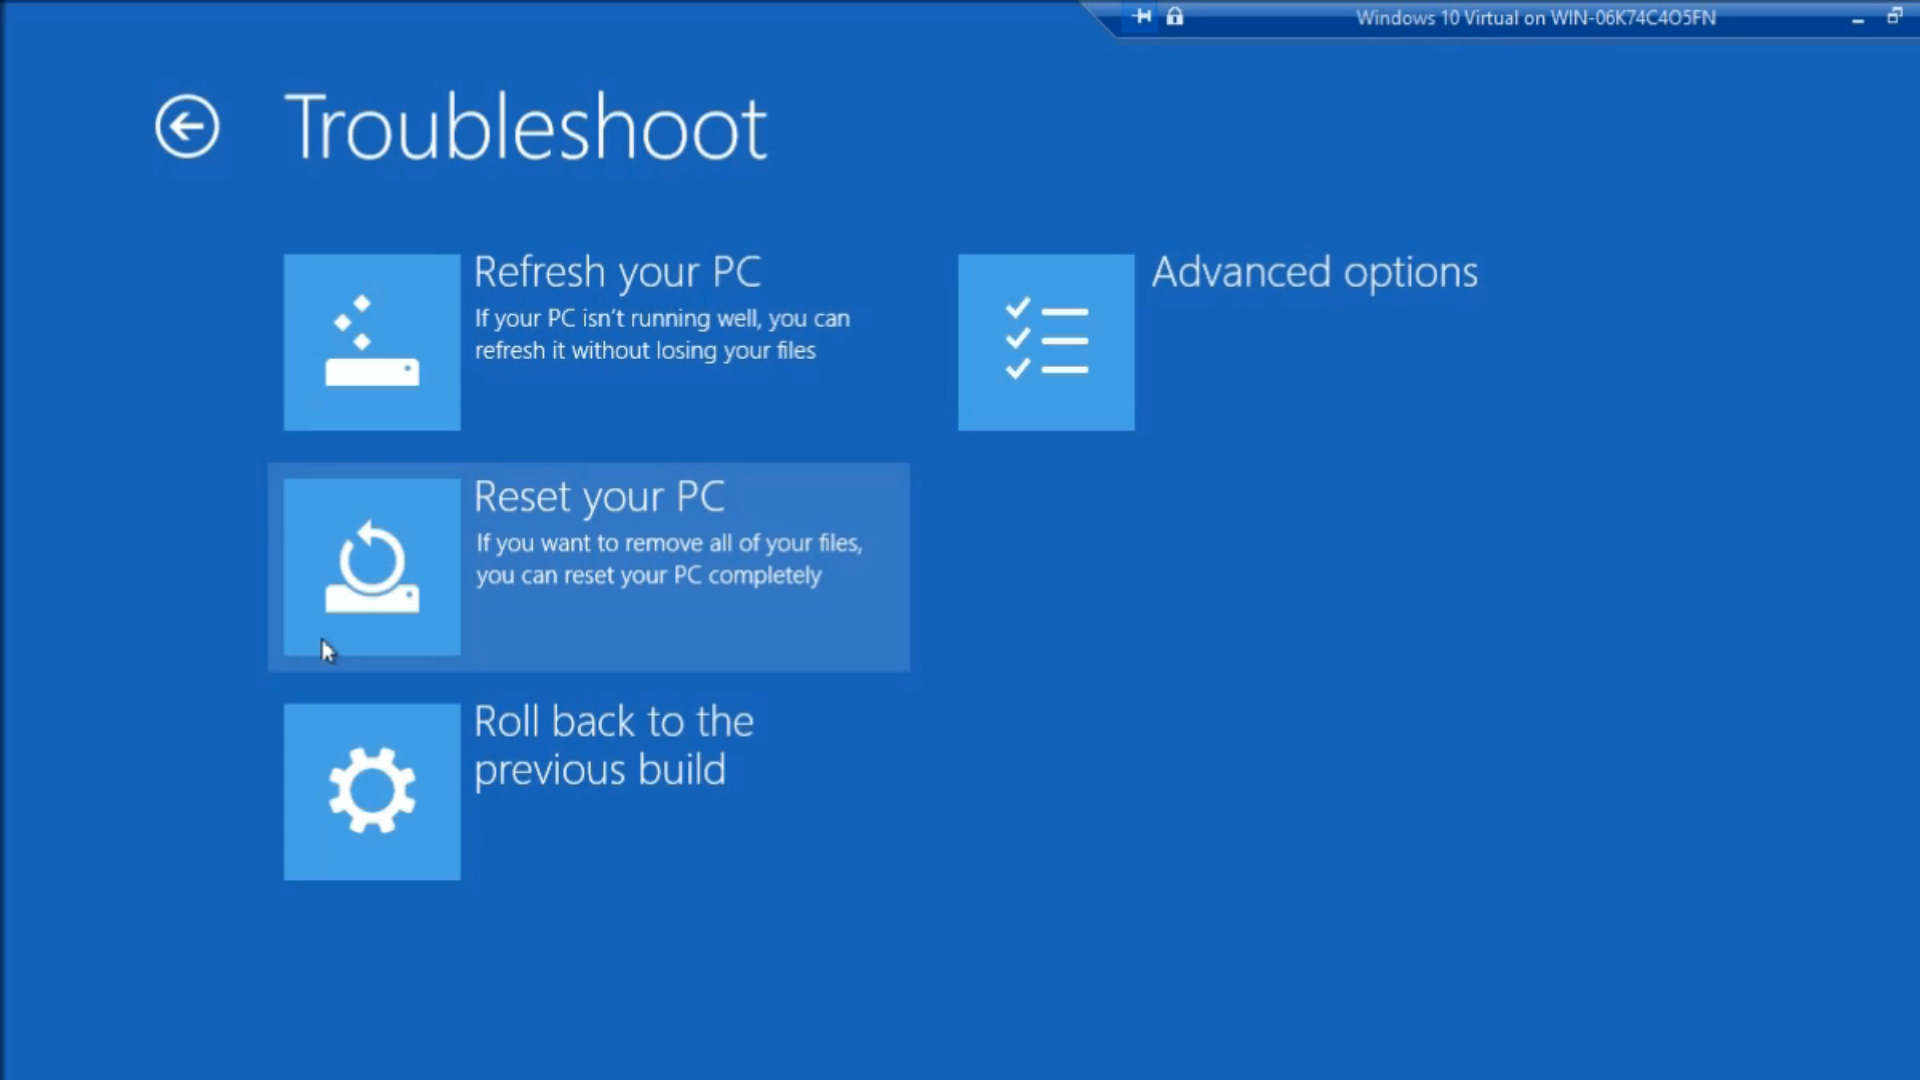 Windows 10 Virtual on WIN-06K74C4O5FN
Troubleshoot
Refresh your PC
If your PC isn't running well, you can
refresh it without losing your files
Advanced options
Reset your PC
If you want to remove all of your files,
you can reset your PC completely
Roll back to the
previous build